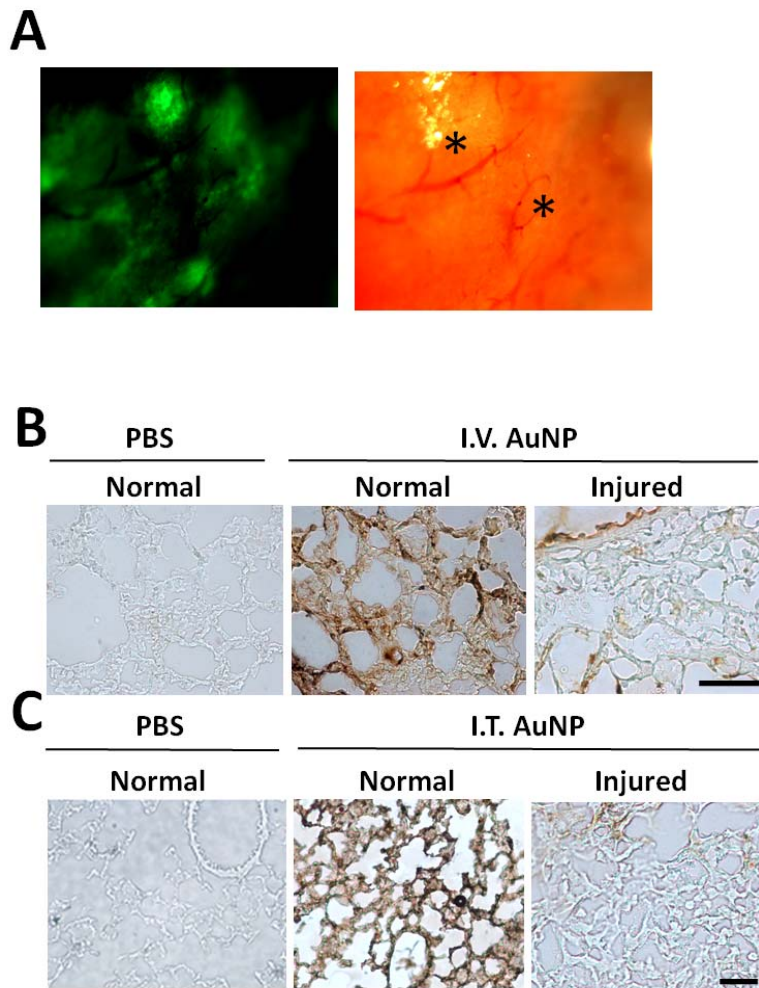 A
* *
B
PBS I.V. AuNP
Normal Normal Injured
C
PBS I.T. AuNP
Normal Normal Injured